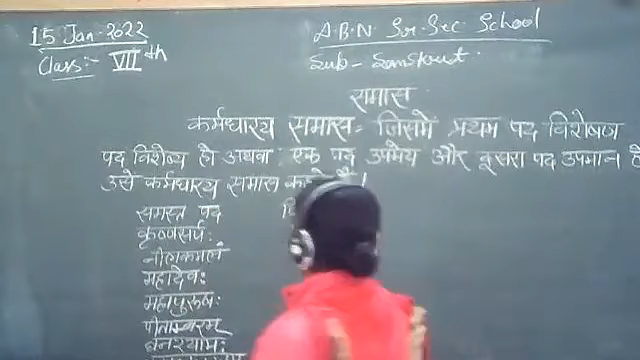 15 Jan-2022
A.B.N. Sr. Sec School
Class:- VIIth
Sub - Sanskrit
समास
कर्मधारय समास- जिसमे प्रथम पद विशेषण
पद विशेष्य हो अथवा एक पद उपमेय और दूसरा पद उपमान है
उसे कर्मधारय समास कहते है।
समस्त पद
कृष्णसर्प:
नीलकमलं
महादेव:
महापुरूष:
पीताम्बरम्
घनश्याम: